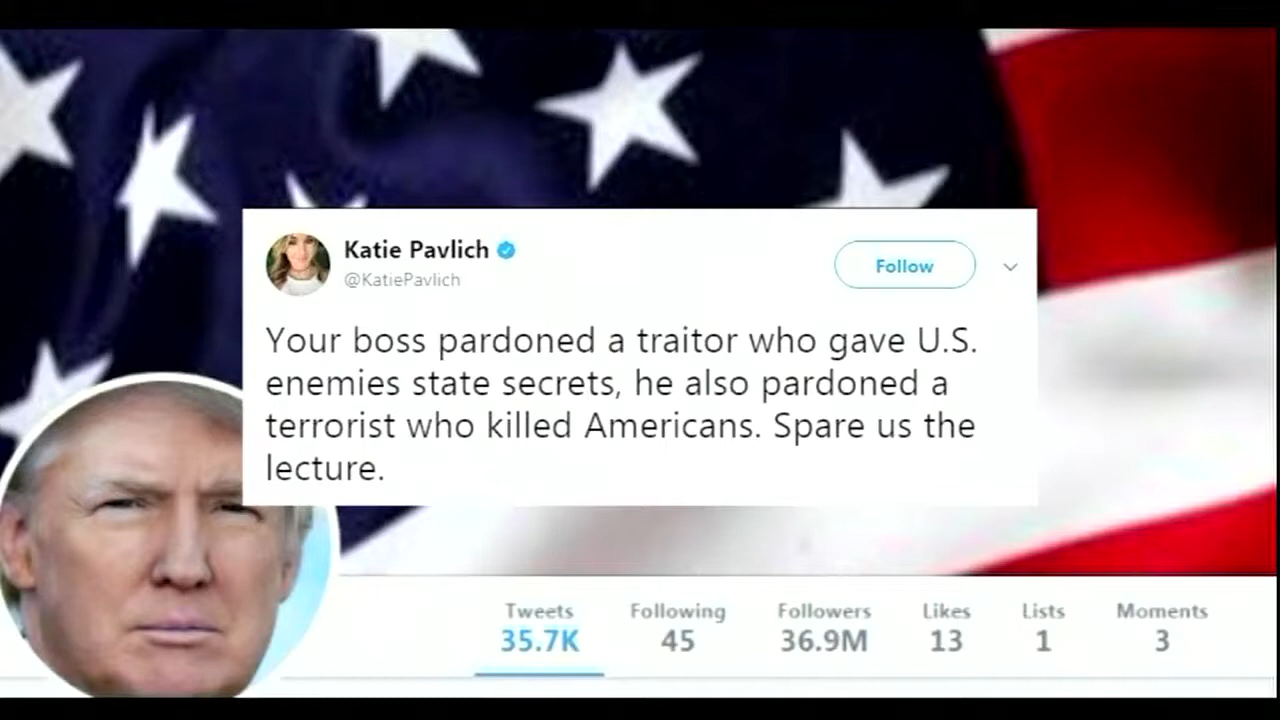 Katie Pavlich
@KatiePavlich
Follow
Your boss pardoned a traitor who gave U.S.
enemies state secrets, he also pardoned a
terrorist who killed Americans. Spare us the
lecture.
Tweets Following Followers Likes Lists Moments
35.7K 45 36.9M 13 1 3